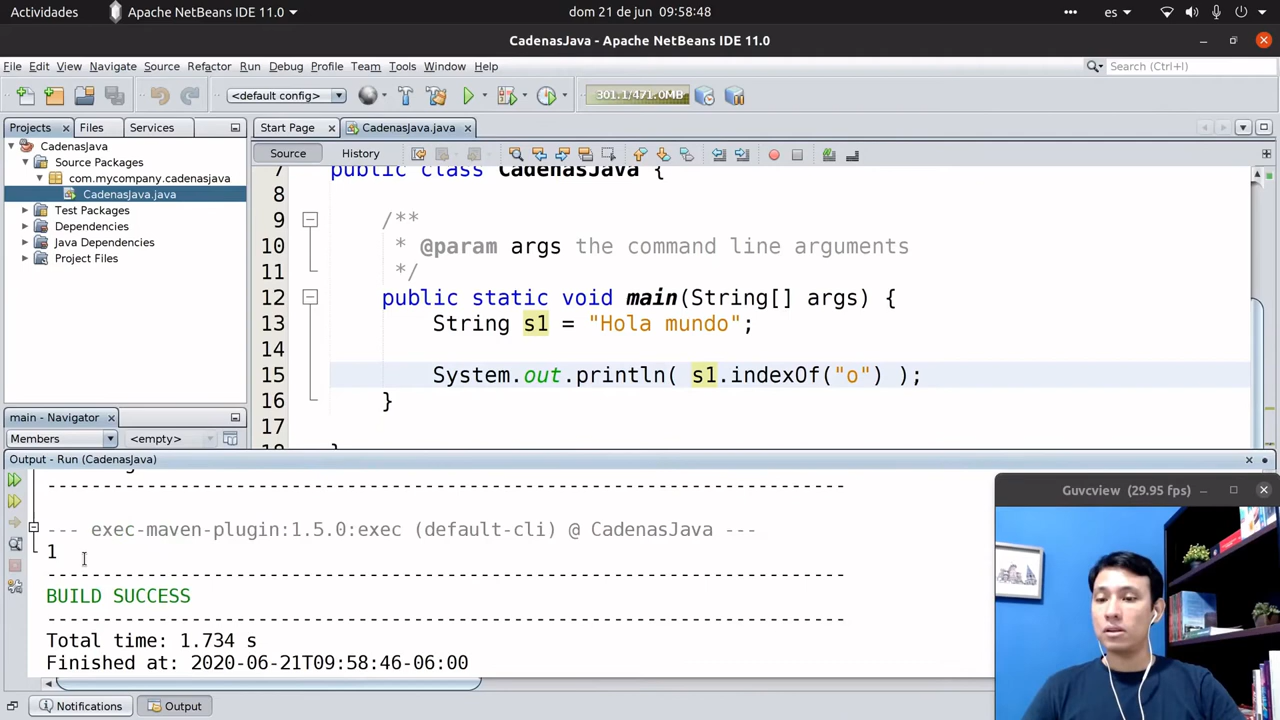 Actividades Apache NetBeans IDE 11.0 dom 21 de jun 09:58:48 es
CadenasJava - Apache NetBeans IDE 11.0
File Edit View Navigate Source Refactor Run Debug Profile Team Tools Window Help Search (Ctrl+I)
<default config> 301.1/471.0MB
Projects Files Services Start Page CadenasJava.java
CadenasJava
Source Packages
com.mycompany.cadenasjava
CadenasJava.java
Test Packages
Dependencies
Java Dependencies
Project Files
Source History
7 public class CadenasJava {
8
9 /**
10 * @param args the command line arguments
11 */
12 public static void main(String[] args) {
13 String s1 = "Hola mundo";
14
15 System.out.println( s1.indexOf("o") );
16 }
17
main - Navigator
Members <empty>
Output - Run (CadenasJava)
------------------------------------------------------------------------
--- exec-maven-plugin:1.5.0:exec (default-cli) @ CadenasJava ---
1
------------------------------------------------------------------------
BUILD SUCCESS
------------------------------------------------------------------------
Total time: 1.734 s
Finished at: 2020-06-21T09:58:46-06:00
Guvcview (29.95 fps)
Notifications Output